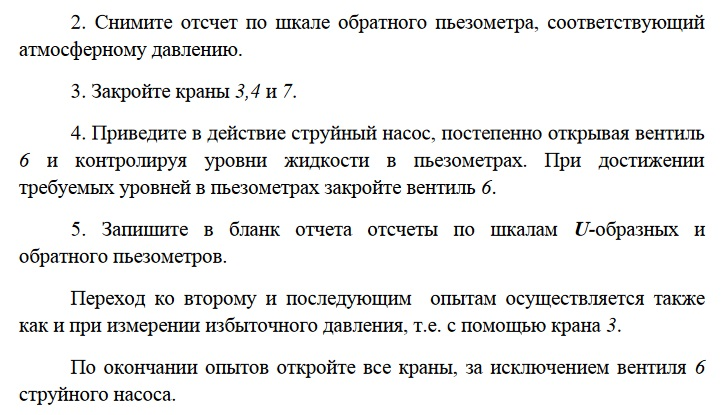 2. Снимите отсчет по шкале обратного пьезометра, соответствующий
атмосферному давлению.
3. Закройте краны 3,4 и 7.
4. Приведите в действие струйный насос, постепенно открывая вентиль
6 и контролируя уровни жидкости в пьезометрах. При достижении
требуемых уровней в пьезометрах закройте вентиль 6.
5. Запишите в бланк отчета отсчеты по шкалам U-образных и
обратного пьезометров.
Переход ко второму и последующим опытам осуществляется также
как и при измерении избыточного давления, т.е. с помощью крана 3.
По окончании опытов откройте все краны, за исключением вентиля 6
струйного насоса.